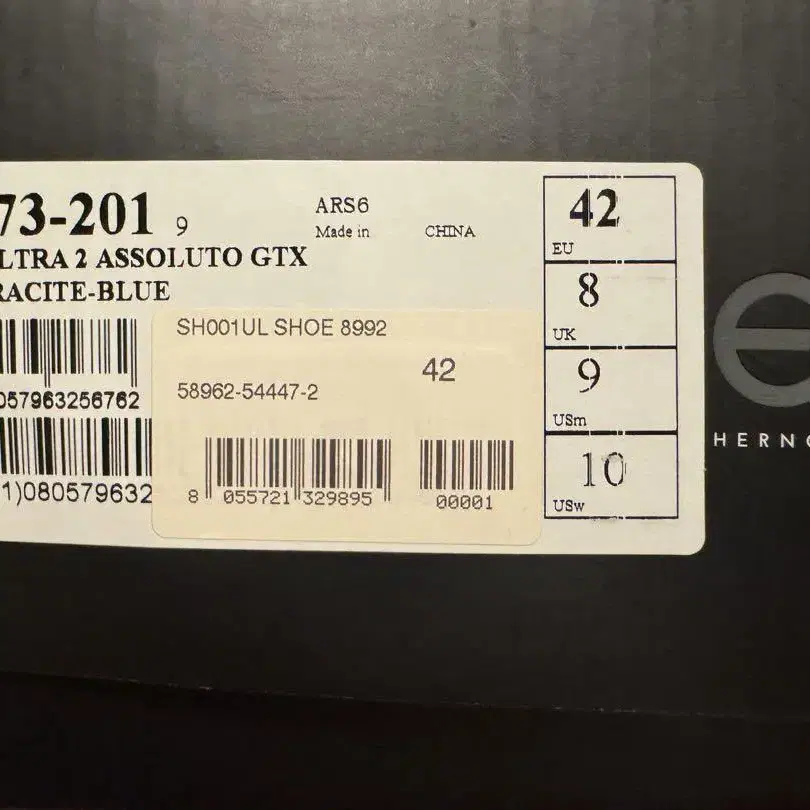 73-201 9
LTRA 2 ASSOLUTO GTX
RACITE-BLUE
ARS6
Made in CHINA
057963256762
1)080579632
SH001UL SHOE 8992
42
58962-54447-2
8 055721 329895
00001
42
EU
8
UK
9
USm
10
USw
HERNO